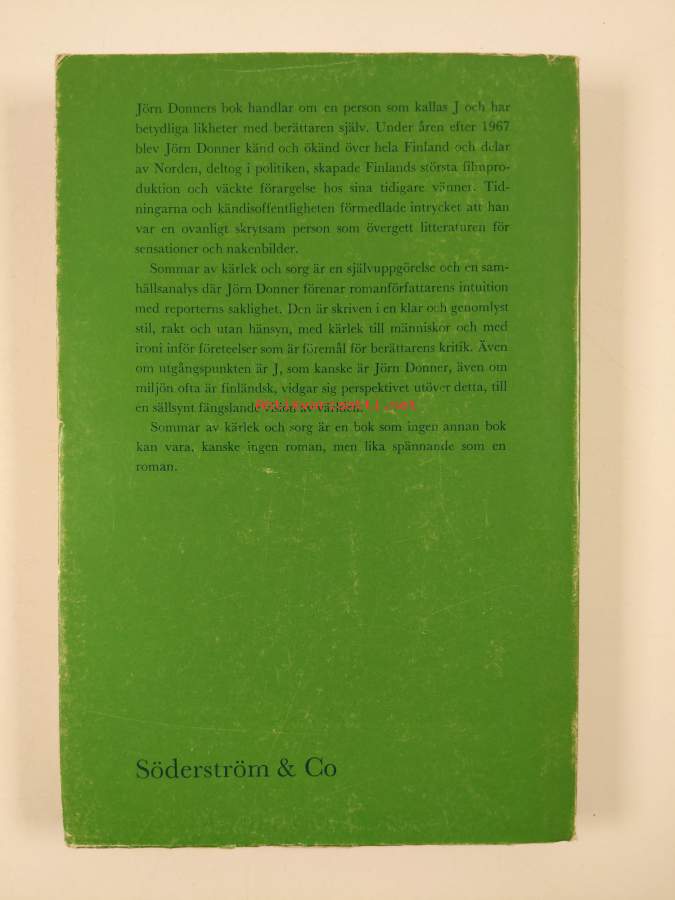 Jörn Donners bok handlar om en person som kallas J och har
betydliga likheter med berättaren själv. Under åren efter 1967
blev Jörn Donner känd och ökänd över hela Finland och delar
av Norden, deltog i politiken, skapade Finlands största filmpro-
duktion och väckte förargelse hos sina tidigare vänner. Tid-
ningarna och kändisoffentligheten förmedlade intrycket att han
var en ovanligt skrytsam person som övergett litteraturen för
sensationer och nakenbilder.
Sommar av kärlek och sorg är en självuppgörelse och en sam-
hällsanalys där Jörn Donner förenar romanförfattarens intuition
med reporterns saklighet. Den är skriven i en klar och genomlyst
stil, rakt och utan hänsyn, med kärlek till människor och med
ironi inför företeelser som är föremål för berättarens kritik. Även
om utgångspunkten är J, som kanske är Jörn Donner, även om
miljön ofta är finländsk, vidgar sig perspektivet utöver detta, till
en sällsynt fängslande vision av världen.
Antikvariaatti.net
Sommar av kärlek och sorg är en bok som ingen annan bok
kan vara, kanske ingen roman, men lika spännande som en
roman.
Söderström & Co